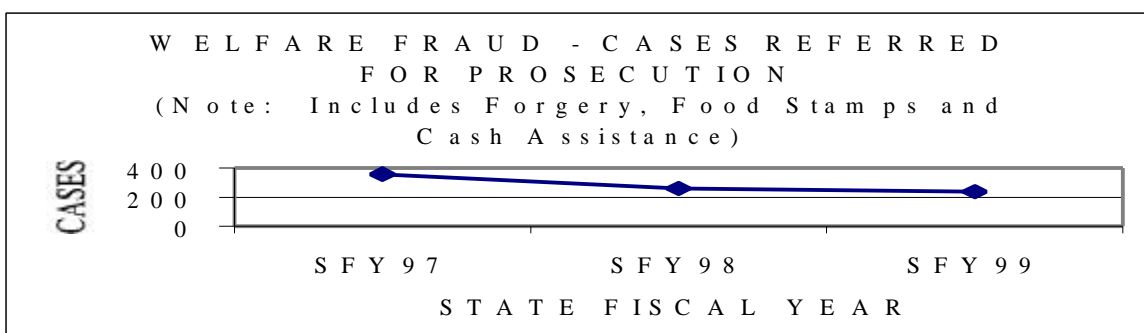 WELFARE FRAUD - CASES REFERRED
FOR PROSECUTION
(Note: Includes Forgery, Food Stamps and
Cash Assistance)
CASES
400
200
0
SFY97 SFY98 SFY99
STATE FISCAL YEAR